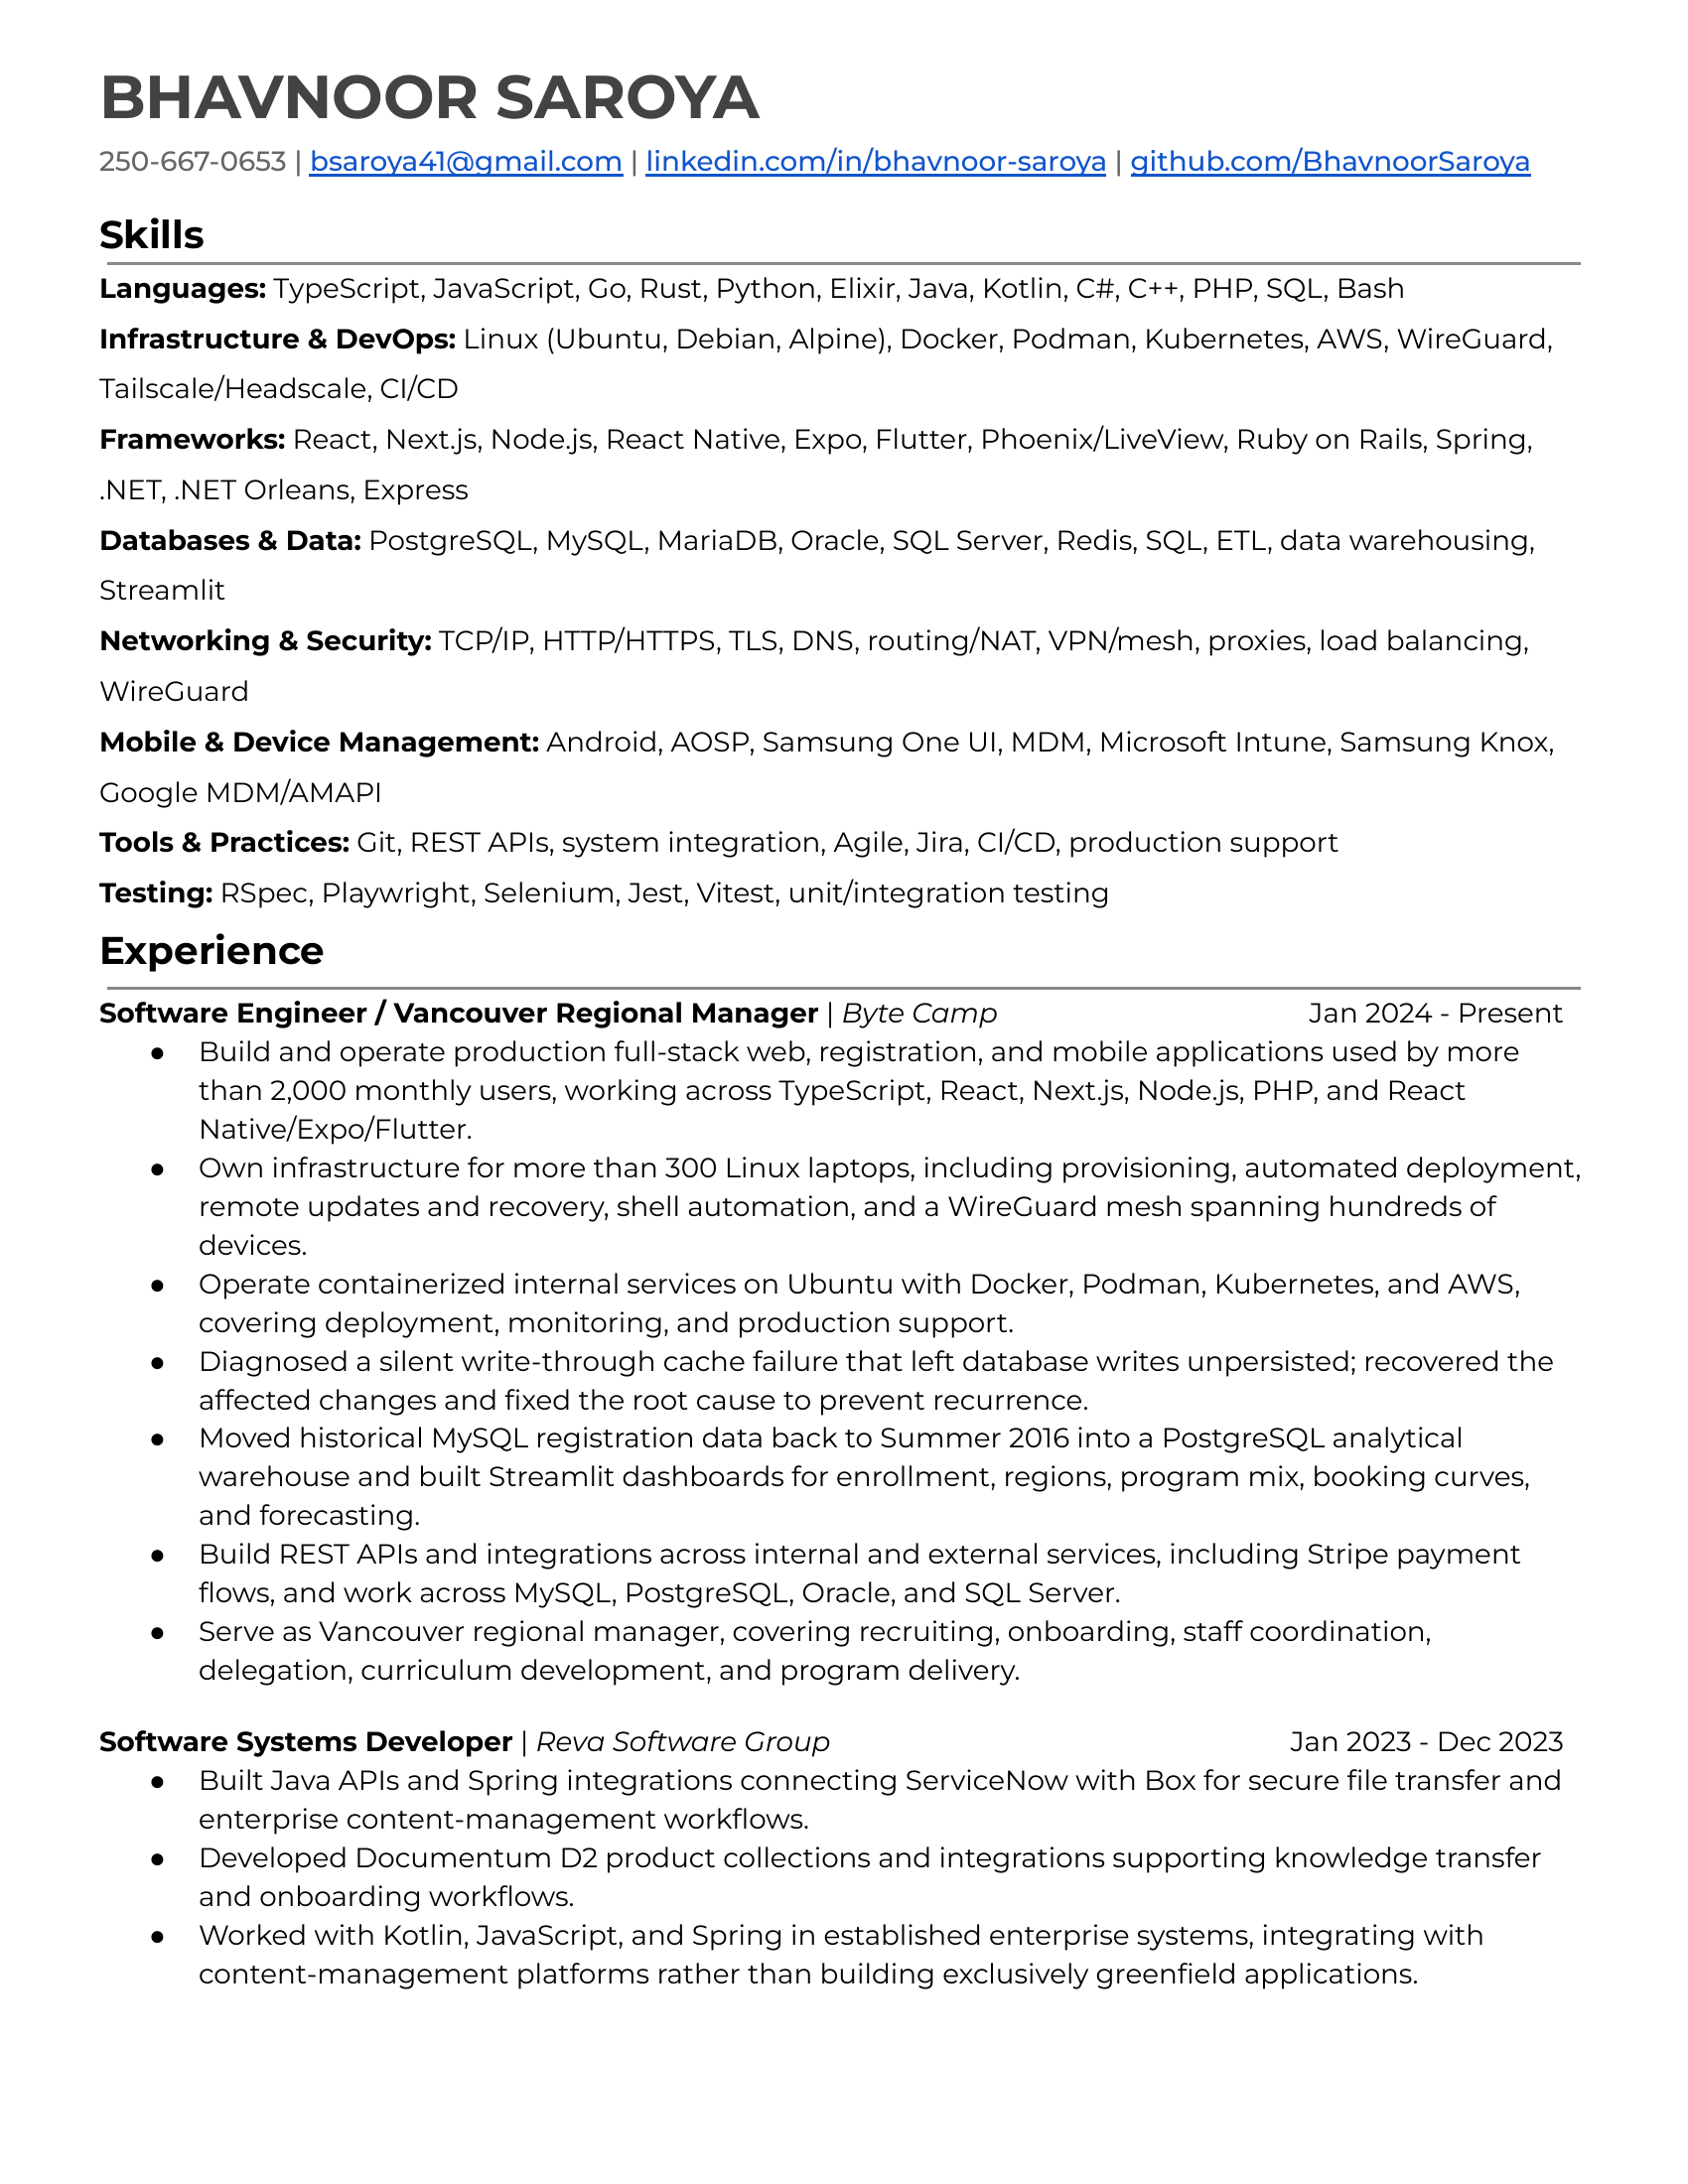 BHAVNOOR SAROYA
250-667-0653 | bsaroya41@gmail.com | linkedin.com/in/bhavnoor-saroya | github.com/BhavnoorSaroya
Skills
Languages: TypeScript, JavaScript, Go, Rust, Python, Elixir, Java, Kotlin, C#, C++, PHP, SQL, Bash
Infrastructure & DevOps: Linux (Ubuntu, Debian, Alpine), Docker, Podman, Kubernetes, AWS, WireGuard,
Tailscale/Headscale, CI/CD
Frameworks: React, Next.js, Node.js, React Native, Expo, Flutter, Phoenix/LiveView, Ruby on Rails, Spring,
.NET, .NET Orleans, Express
Databases & Data: PostgreSQL, MySQL, MariaDB, Oracle, SQL Server, Redis, SQL, ETL, data warehousing,
Streamlit
Networking & Security: TCP/IP, HTTP/HTTPS, TLS, DNS, routing/NAT, VPN/mesh, proxies, load balancing,
WireGuard
Mobile & Device Management: Android, AOSP, Samsung One UI, MDM, Microsoft Intune, Samsung Knox,
Google MDM/AMAPI
Tools & Practices: Git, REST APIs, system integration, Agile, Jira, CI/CD, production support
Testing: RSpec, Playwright, Selenium, Jest, Vitest, unit/integration testing
Experience
Software Engineer / Vancouver Regional Manager | Byte Camp Jan 2024 - Present
● Build and operate production full-stack web, registration, and mobile applications used by more
than 2,000 monthly users, working across TypeScript, React, Next.js, Node.js, PHP, and React
Native/Expo/Flutter.
● Own infrastructure for more than 300 Linux laptops, including provisioning, automated deployment,
remote updates and recovery, shell automation, and a WireGuard mesh spanning hundreds of
devices.
● Operate containerized internal services on Ubuntu with Docker, Podman, Kubernetes, and AWS,
covering deployment, monitoring, and production support.
● Diagnosed a silent write-through cache failure that left database writes unpersisted; recovered the
affected changes and fixed the root cause to prevent recurrence.
● Moved historical MySQL registration data back to Summer 2016 into a PostgreSQL analytical
warehouse and built Streamlit dashboards for enrollment, regions, program mix, booking curves,
and forecasting.
● Build REST APIs and integrations across internal and external services, including Stripe payment
flows, and work across MySQL, PostgreSQL, Oracle, and SQL Server.
● Serve as Vancouver regional manager, covering recruiting, onboarding, staff coordination,
delegation, curriculum development, and program delivery.
Software Systems Developer | Reva Software Group Jan 2023 - Dec 2023
● Built Java APIs and Spring integrations connecting ServiceNow with Box for secure file transfer and
enterprise content-management workflows.
● Developed Documentum D2 product collections and integrations supporting knowledge transfer
and onboarding workflows.
● Worked with Kotlin, JavaScript, and Spring in established enterprise systems, integrating with
content-management platforms rather than building exclusively greenfield applications.